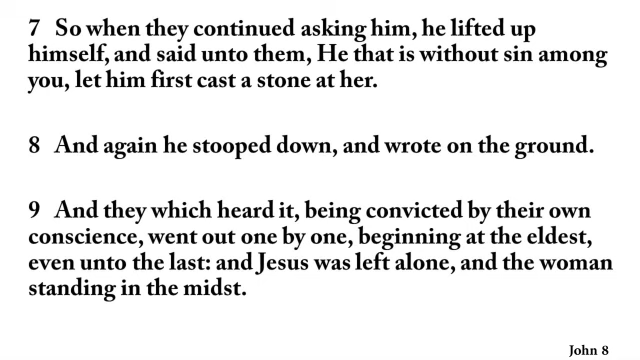 7 So when they continued asking him, he lifted up
himself, and said unto them, He that is without sin among
you, let him first cast a stone at her.
8 And again he stooped down, and wrote on the ground.
9 And they which heard it, being convicted by their own
conscience, went out one by one, beginning at the eldest,
even unto the last: and Jesus was left alone, and the woman
standing in the midst.
John 8